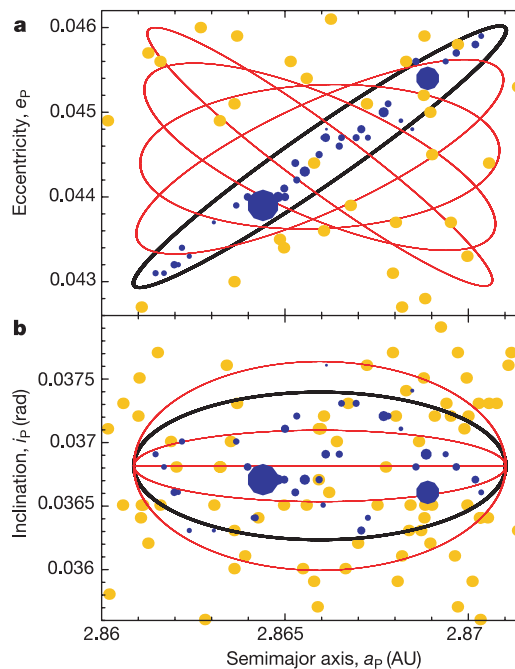 a
0.046
0.045
0.044
0.043
Eccentricity, eP
b
0.0375
0.037
0.0365
0.036
Inclination, iP (rad)
2.86
2.865
2.87
Semimajor axis, aP (AU)